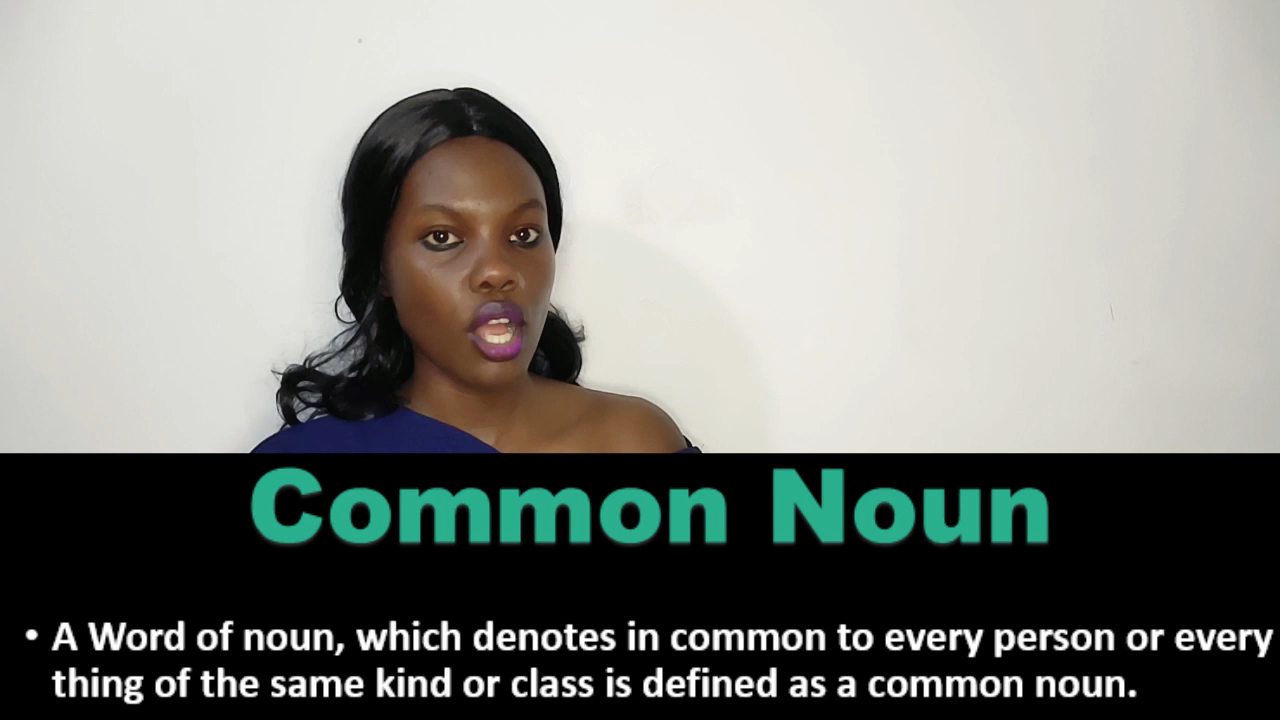 Common Noun
• A Word of noun, which denotes in common to every person or every
thing of the same kind or class is defined as a common noun.